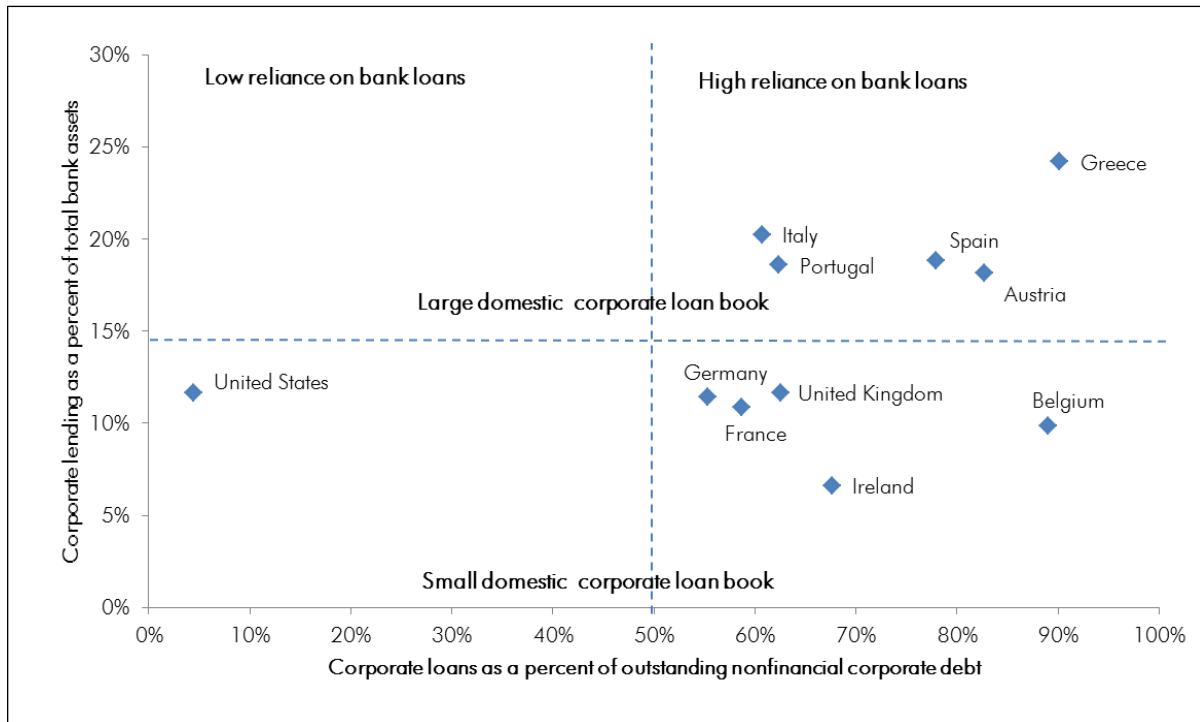 30%
Low reliance on bank loans
High reliance on bank loans
25%
Greece
20%
Italy
Spain
Portugal
Austria
Large domestic corporate loan book
15%
United States
Germany
United Kingdom
Belgium
10%
France
Ireland
5%
Small domestic corporate loan book
0%
0% 10% 20% 30% 40% 50% 60% 70% 80% 90% 100%
Corporate loans as a percent of outstanding nonfinancial corporate debt
Corporate lending as a percent of total bank assets